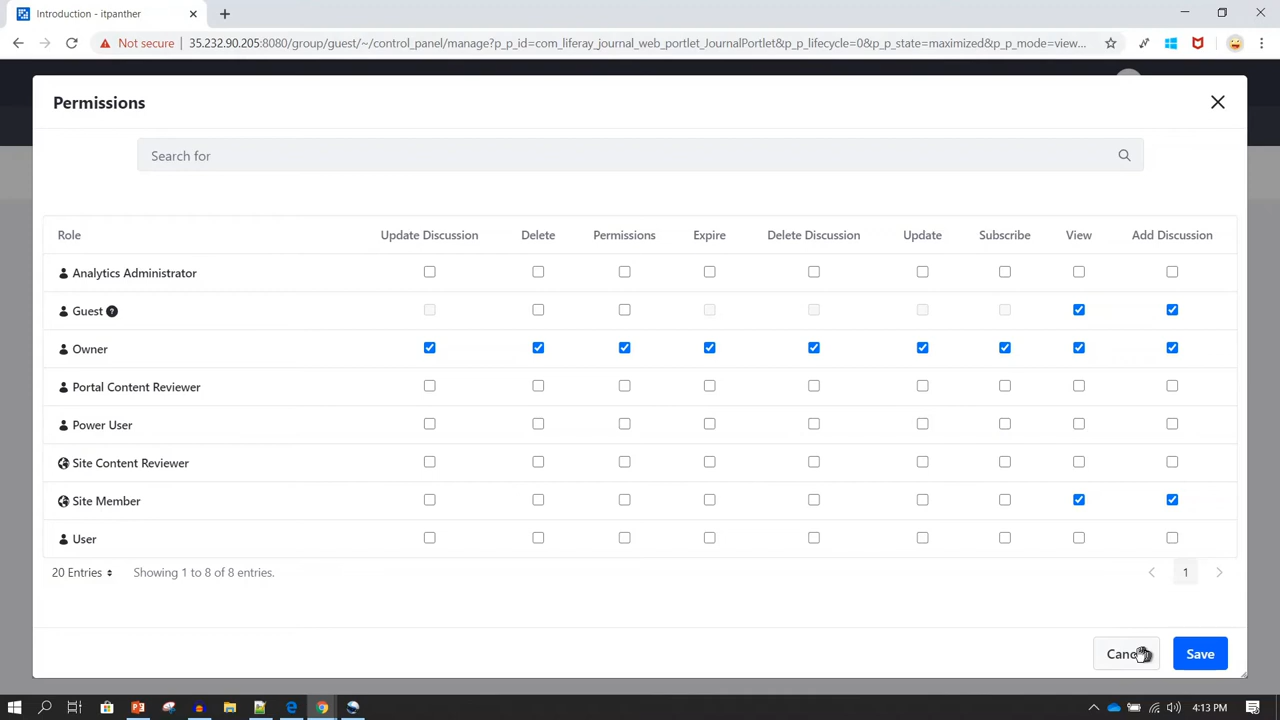 Introduction - itpanther
Not secure
35.232.90.205:8080/group/guest/~/control_panel/manage?p_p_id=com_liferay_journal_web_portlet_JournalPortlet&p_p_lifecycle=0&p_p_state=maximized&p_p_mode=view...
Permissions
Search for
Role Update Discussion Delete Permissions Expire Delete Discussion Update Subscribe View Add Discussion
Analytics Administrator
Guest
Owner
Portal Content Reviewer
Power User
Site Content Reviewer
Site Member
User
20 Entries Showing 1 to 8 of 8 entries. 1
Save
4:13 PM